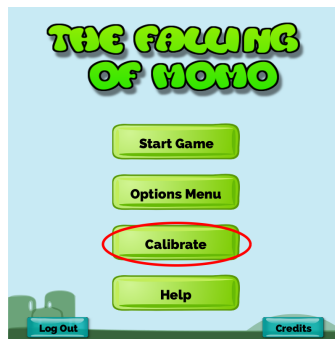 THE FALLING
OF MOMO
Start Game
Options Menu
Calibrate
Help
Log Out
Credits